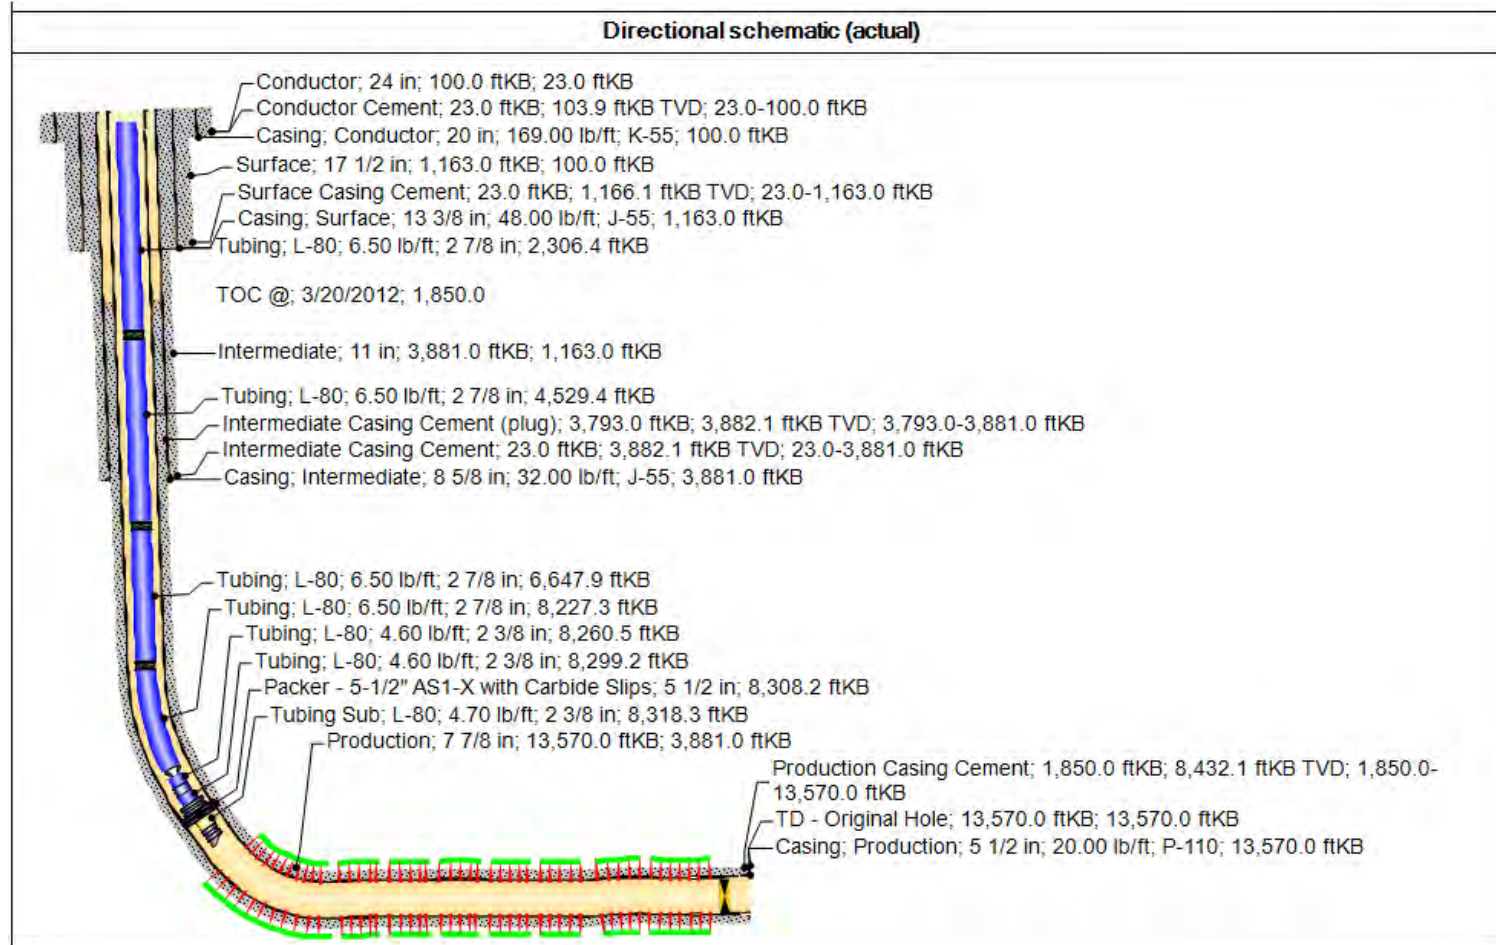 Directional schematic (actual)
Conductor; 24 in; 100.0 ftKB; 23.0 ftKB
Conductor Cement; 23.0 ftKB; 103.9 ftKB TVD; 23.0-100.0 ftKB
Casing; Conductor; 20 in; 169.00 lb/ft; K-55; 100.0 ftKB
Surface; 17 1/2 in; 1,163.0 ftKB; 100.0 ftKB
Surface Casing Cement; 23.0 ftKB; 1,166.1 ftKB TVD; 23.0-1,163.0 ftKB
Casing; Surface; 13 3/8 in; 48.00 lb/ft; J-55; 1,163.0 ftKB
Tubing; L-80; 6.50 lb/ft; 2 7/8 in; 2,306.4 ftKB
TOC @; 3/20/2012; 1,850.0
Intermediate; 11 in; 3,881.0 ftKB; 1,163.0 ftKB
Tubing; L-80; 6.50 lb/ft; 2 7/8 in; 4,529.4 ftKB
Intermediate Casing Cement (plug); 3,793.0 ftKB; 3,882.1 ftKB TVD; 3,793.0-3,881.0 ftKB
Intermediate Casing Cement; 23.0 ftKB; 3,882.1 ftKB TVD; 23.0-3,881.0 ftKB
Casing; Intermediate; 8 5/8 in; 32.00 lb/ft; J-55; 3,881.0 ftKB
Tubing; L-80; 6.50 lb/ft; 2 7/8 in; 6,647.9 ftKB
Tubing; L-80; 6.50 lb/ft; 2 7/8 in; 8,227.3 ftKB
Tubing; L-80; 4.60 lb/ft; 2 3/8 in; 8,260.5 ftKB
Tubing; L-80; 4.60 lb/ft; 2 3/8 in; 8,299.2 ftKB
Packer - 5-1/2" AS1-X with Carbide Slips; 5 1/2 in; 8,308.2 ftKB
Tubing Sub; L-80; 4.70 lb/ft; 2 3/8 in; 8,318.3 ftKB
Production; 7 7/8 in; 13,570.0 ftKB; 3,881.0 ftKB
Production Casing Cement; 1,850.0 ftKB; 8,432.1 ftKB TVD; 1,850.0-
13,570.0 ftKB
TD - Original Hole; 13,570.0 ftKB; 13,570.0 ftKB
Casing; Production; 5 1/2 in; 20.00 lb/ft; P-110; 13,570.0 ftKB